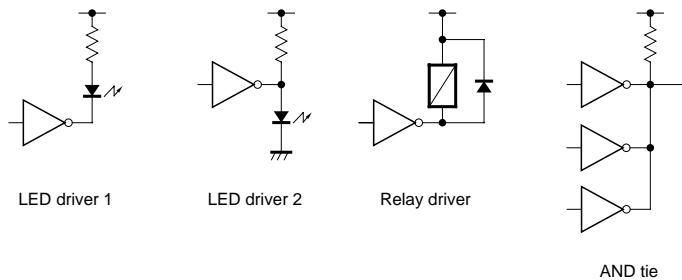 LED driver 1
LED driver 2
Relay driver
AND tie